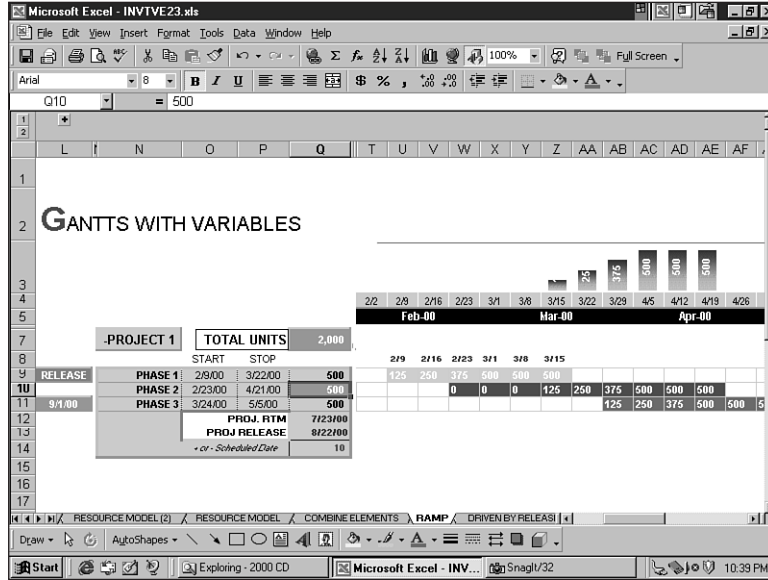 Microsoft Excel - INVTVE23.xls
File Edit View Insert Format Tools Data Window Help
100% Full Screen
Arial 8 B I U $ % ,
Q10 = 500
1
2
L N O P Q T U V W X Y Z AA AB AC AD AE AF
1
2 GANTTS WITH VARIABLES
3 25 375 500 500 500
4 2/2 2/9 2/16 2/23 3/1 3/8 3/15 3/22 3/29 4/5 4/12 4/19 4/26
5 Feb-00 Mar-00 Apr-00
7 -PROJECT 1 TOTAL UNITS 2,000
8 START STOP 2/9 2/16 2/23 3/1 3/8 3/15
9 RELEASE PHASE 1 2/9/00 3/22/00 500 125 250 375 500 500 500
10 PHASE 2 2/23/00 4/21/00 500 0 0 0 125 250 375 500 500 500
11 9/1/00 PHASE 3 3/24/00 5/5/00 500 125 250 375 500 500 5
12 PROJ. RTM 7/23/00
13 PROJ RELEASE 8/22/00
14 + or - Scheduled Date 10
15
16
17
RESOURCE MODEL (2) RESOURCE MODEL COMBINE ELEMENTS RAMP DRIVEN BY RELEASI
Draw AutoShapes
Start Exploring - 2000 CD Microsoft Excel - INV... SnagIt/32 10:39 PM